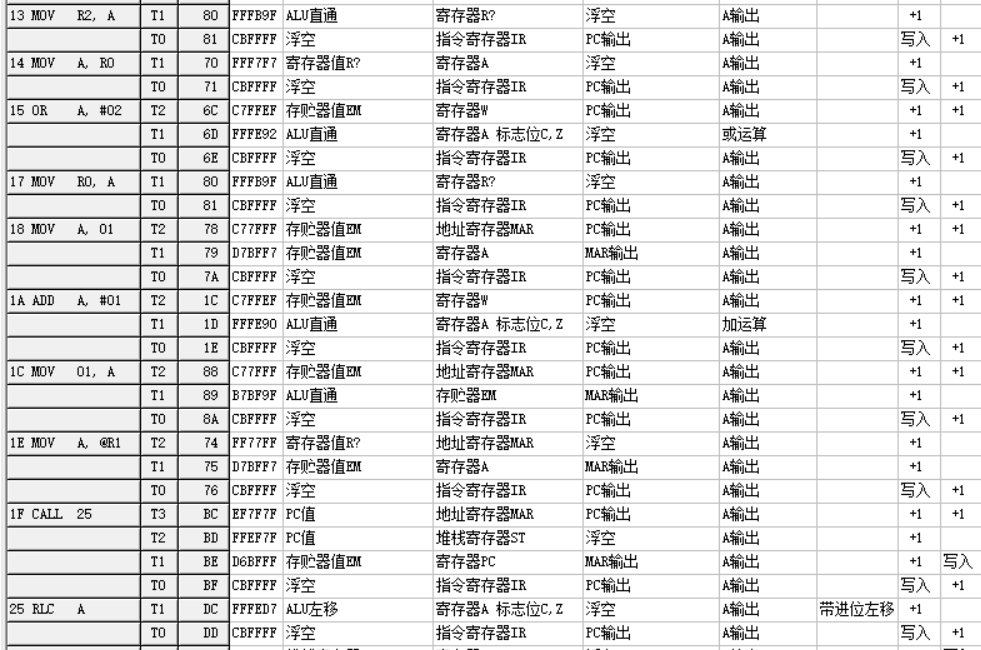 13 MOV R2, A T1 80 FFFB9F ALU直通 寄存器R? 浮空 A输出 +1
T0 81 CBFFFF 浮空 指令寄存器IR PC输出 A输出 写入 +1
14 MOV A, R0 T1 70 FFF7F7 寄存器值R? 寄存器A 浮空 A输出 +1
T0 71 CBFFFF 浮空 指令寄存器IR PC输出 A输出 写入 +1
15 OR A, #02 T2 6C C7FFEF 存贮器值EM 寄存器W PC输出 A输出 +1 +1
T1 6D FFFE92 ALU直通 寄存器A 标志位C,Z 浮空 或运算 +1
T0 6E CBFFFF 浮空 指令寄存器IR PC输出 A输出 写入 +1
17 MOV R0, A T1 80 FFFB9F ALU直通 寄存器R? 浮空 A输出 +1
T0 81 CBFFFF 浮空 指令寄存器IR PC输出 A输出 写入 +1
18 MOV A, 01 T2 78 C77FFF 存贮器值EM 地址寄存器MAR PC输出 A输出 +1 +1
T1 79 D7BFF7 存贮器值EM 寄存器A MAR输出 A输出 +1
T0 7A CBFFFF 浮空 指令寄存器IR PC输出 A输出 写入 +1
1A ADD A, #01 T2 1C C7FFEF 存贮器值EM 寄存器W PC输出 A输出 +1 +1
T1 1D FFFE90 ALU直通 寄存器A 标志位C,Z 浮空 加运算 +1
T0 1E CBFFFF 浮空 指令寄存器IR PC输出 A输出 写入 +1
1C MOV 01, A T2 88 C77FFF 存贮器值EM 地址寄存器MAR PC输出 A输出 +1 +1
T1 89 B7BF9F ALU直通 存贮器EM MAR输出 A输出 +1
T0 8A CBFFFF 浮空 指令寄存器IR PC输出 A输出 写入 +1
1E MOV A, @R1 T2 74 FF77FF 寄存器值R? 地址寄存器MAR 浮空 A输出 +1
T1 75 D7BFF7 存贮器值EM 寄存器A MAR输出 A输出 +1
T0 76 CBFFFF 浮空 指令寄存器IR PC输出 A输出 写入 +1
1F CALL 25 T3 BC EF7F7F PC值 地址寄存器MAR PC输出 A输出 +1 +1
T2 BD FFEF7F PC值 堆栈寄存器ST 浮空 A输出 +1
T1 BE D6BFFF 存贮器值EM 寄存器PC MAR输出 A输出 +1 写入
T0 BF CBFFFF 浮空 指令寄存器IR PC输出 A输出 写入 +1
25 RLC A T1 DC FFFED7 ALU左移 寄存器A 标志位C,Z 浮空 A输出 带进位左移 +1
T0 DD CBFFFF 浮空 指令寄存器IR PC输出 A输出 写入 +1